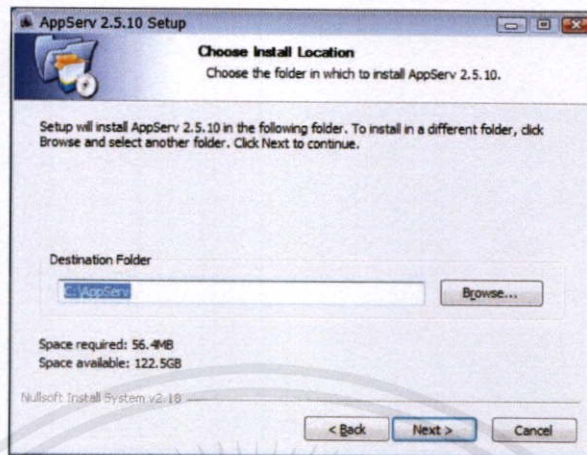 AppServ 2.5.10 Setup
Choose Install Location
Choose the folder in which to install AppServ 2.5.10.
Setup will install AppServ 2.5.10 in the following folder. To install in a different folder, click
Browse and select another folder. Click Next to continue.
Destination Folder
C:\AppServ
Browse...
Space required: 56.4MB
Space available: 122.5GB
Nullsoft Install System v2.18
< Back
Next >
Cancel